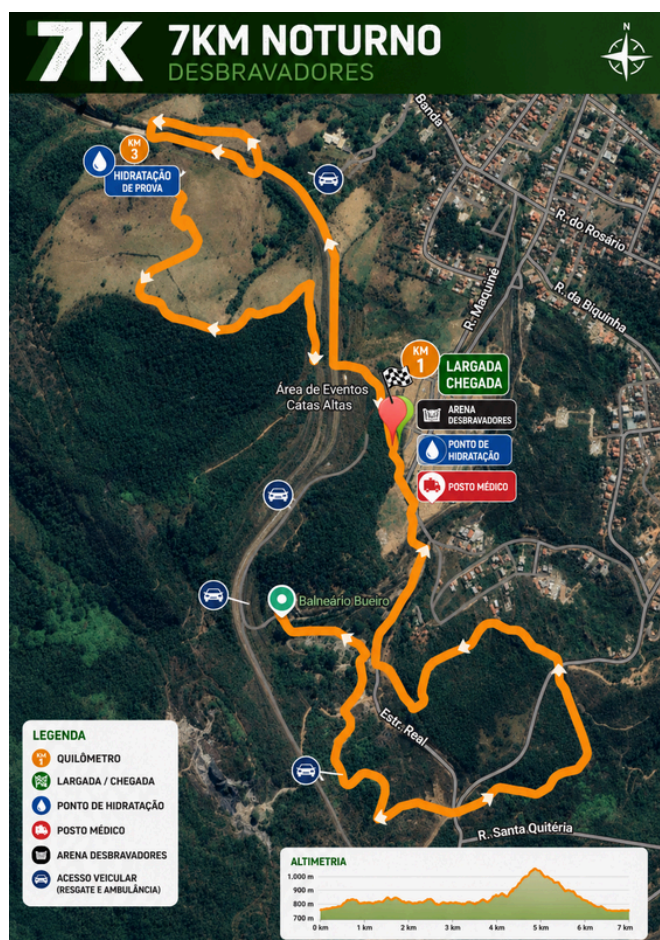 7K
7KM NOTURNO
DESBRAVADORES
N
Banda
R. do Rosário
R. Maquiné
R. da Biquinha
KM
3
HIDRATAÇÃO
DE PROVA
KM
1
LARGADA
CHEGADA
Área de Eventos
Catas Altas
ARENA
DESBRAVADORES
PONTO DE
HIDRATAÇÃO
POSTO MÉDICO
Balneário Bueiro
Estr. Real
R. Santa Quitéria
LEGENDA
KM
1
QUILÔMETRO
LARGADA / CHEGADA
PONTO DE HIDRATAÇÃO
POSTO MÉDICO
ARENA DESBRAVADORES
ACESSO VEICULAR
(RESGATE E AMBULÂNCIA)
ALTIMETRIA
1.000 m
900 m
800 m
700 m
0 km
1 km
2 km
3 km
4 km
5 km
6 km
7 km